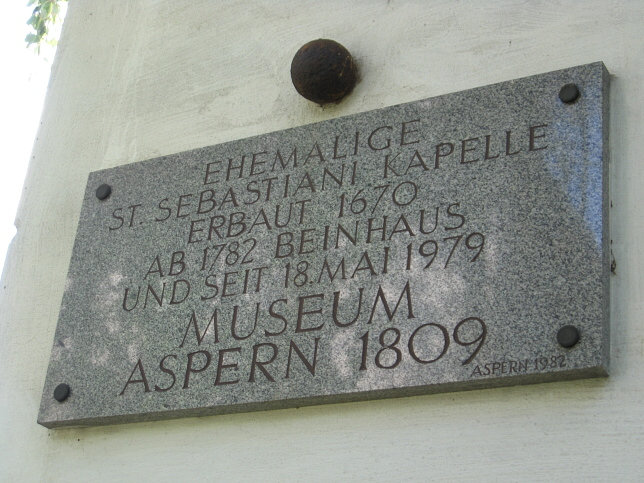 EHEMALIGE
ST. SEBASTIANI-KAPELLE
ERBAUT 1670
AB 1782 BEINHAUS
UND SEIT 18. MAI 1979
MUSEUM
ASPERN 1809
ASPERN 1982